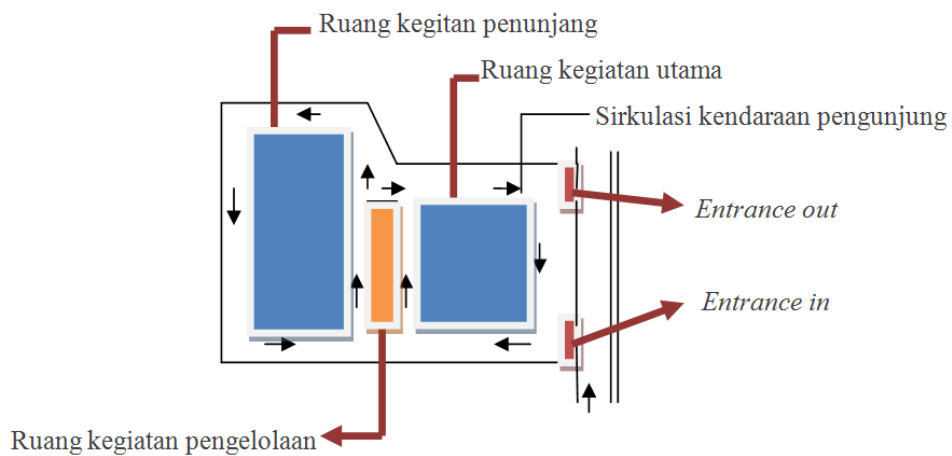 Ruang kegitan penunjang
Ruang kegiatan utama
Sirkulasi kendaraan pengunjung
Entrance out
Entrance in
Ruang kegiatan pengelolaan